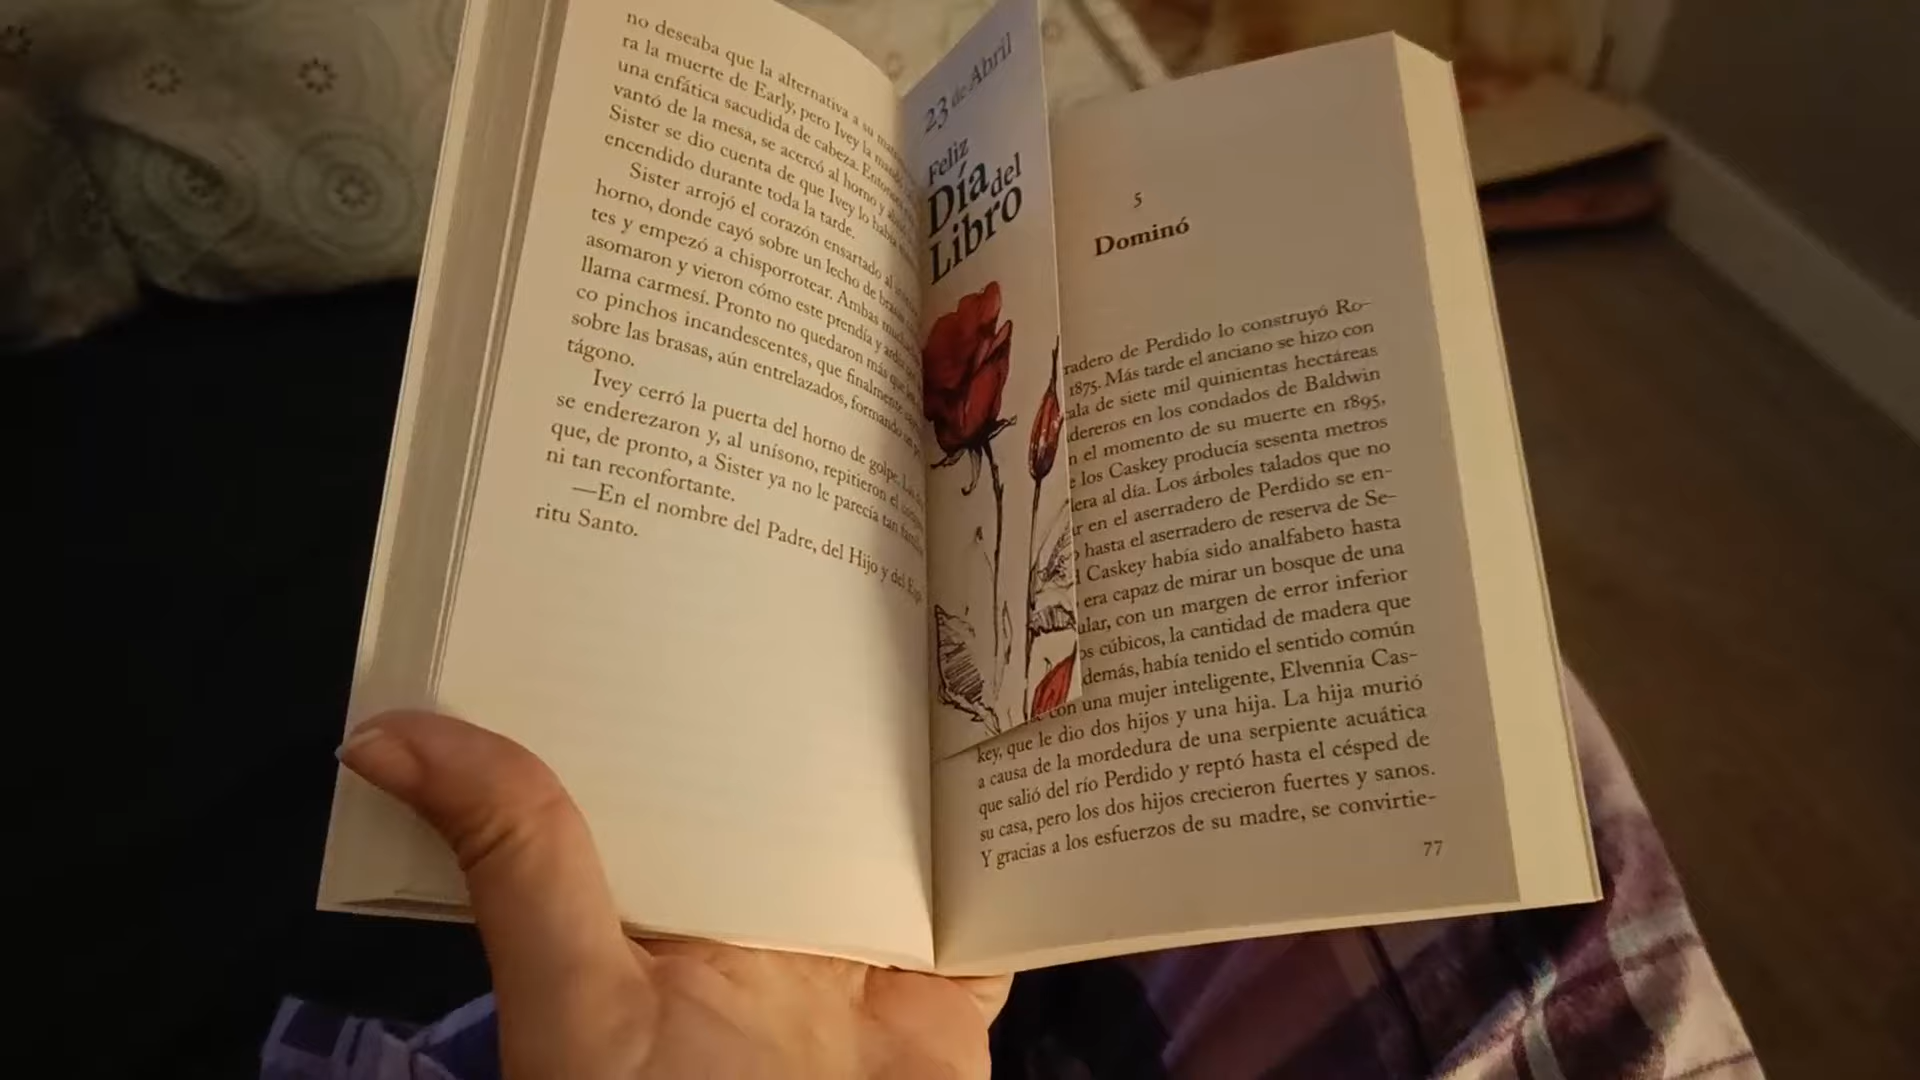 no deseaba que la alternativa a su
ra la muerte de Early, pero Ivey la
una enfática sacudida de cabeza.
vantó de la mesa, se acercó al horno y
Sister se dio cuenta de que Ivey lo había
encendido durante toda la tarde.
Sister arrojó el corazón ensartado al
horno, donde cayó sobre un lecho de brasas
tes y empezó a chisporrotear. Ambas
asomaron y vieron cómo este prendía y
llama carmesí. Pronto no quedaron más que
co pinchos incandescentes, que finalmente
sobre las brasas, aún entrelazados, formando un
tágono.
Ivey cerró la puerta del horno de golpe.
se enderezaron y, al unísono, repitieron el
que, de pronto, a Sister ya no le parecía tan
ni tan reconfortante.
—En el nombre del Padre, del Hijo y del Espí-
ritu Santo.
23 de Abril
Feliz
Día del
Libro
5
Dominó
radero de Perdido lo construyó Ro-
1875. Más tarde el anciano se hizo con
ala de siete mil quinientas hectáreas
dereros en los condados de Baldwin
n el momento de su muerte en 1895,
e los Caskey producía sesenta metros
era al día. Los árboles talados que no
r en el aserradero de Perdido se en-
hasta el aserradero de reserva de Se-
l Caskey había sido analfabeto hasta
era capaz de mirar un bosque de una
ular, con un margen de error inferior
os cúbicos, la cantidad de madera que
demás, había tenido el sentido común
con una mujer inteligente, Elvennia Cas-
key, que le dio dos hijos y una hija. La hija murió
a causa de la mordedura de una serpiente acuática
que salió del río Perdido y reptó hasta el césped de
su casa, pero los dos hijos crecieron fuertes y sanos.
Y gracias a los esfuerzos de su madre, se convirtie-
77